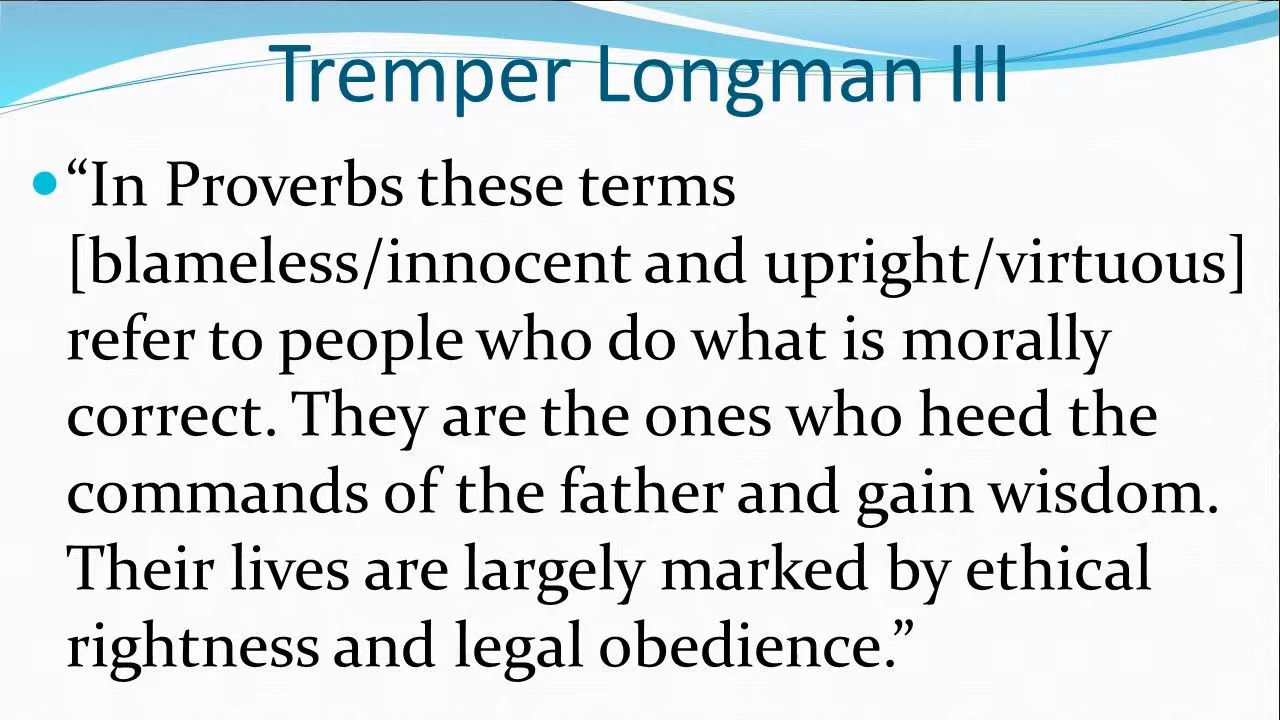 Tremper Longman III
•“In Proverbs these terms
[blameless/innocent and upright/virtuous]
refer to people who do what is morally
correct. They are the ones who heed the
commands of the father and gain wisdom.
Their lives are largely marked by ethical
rightness and legal obedience.”